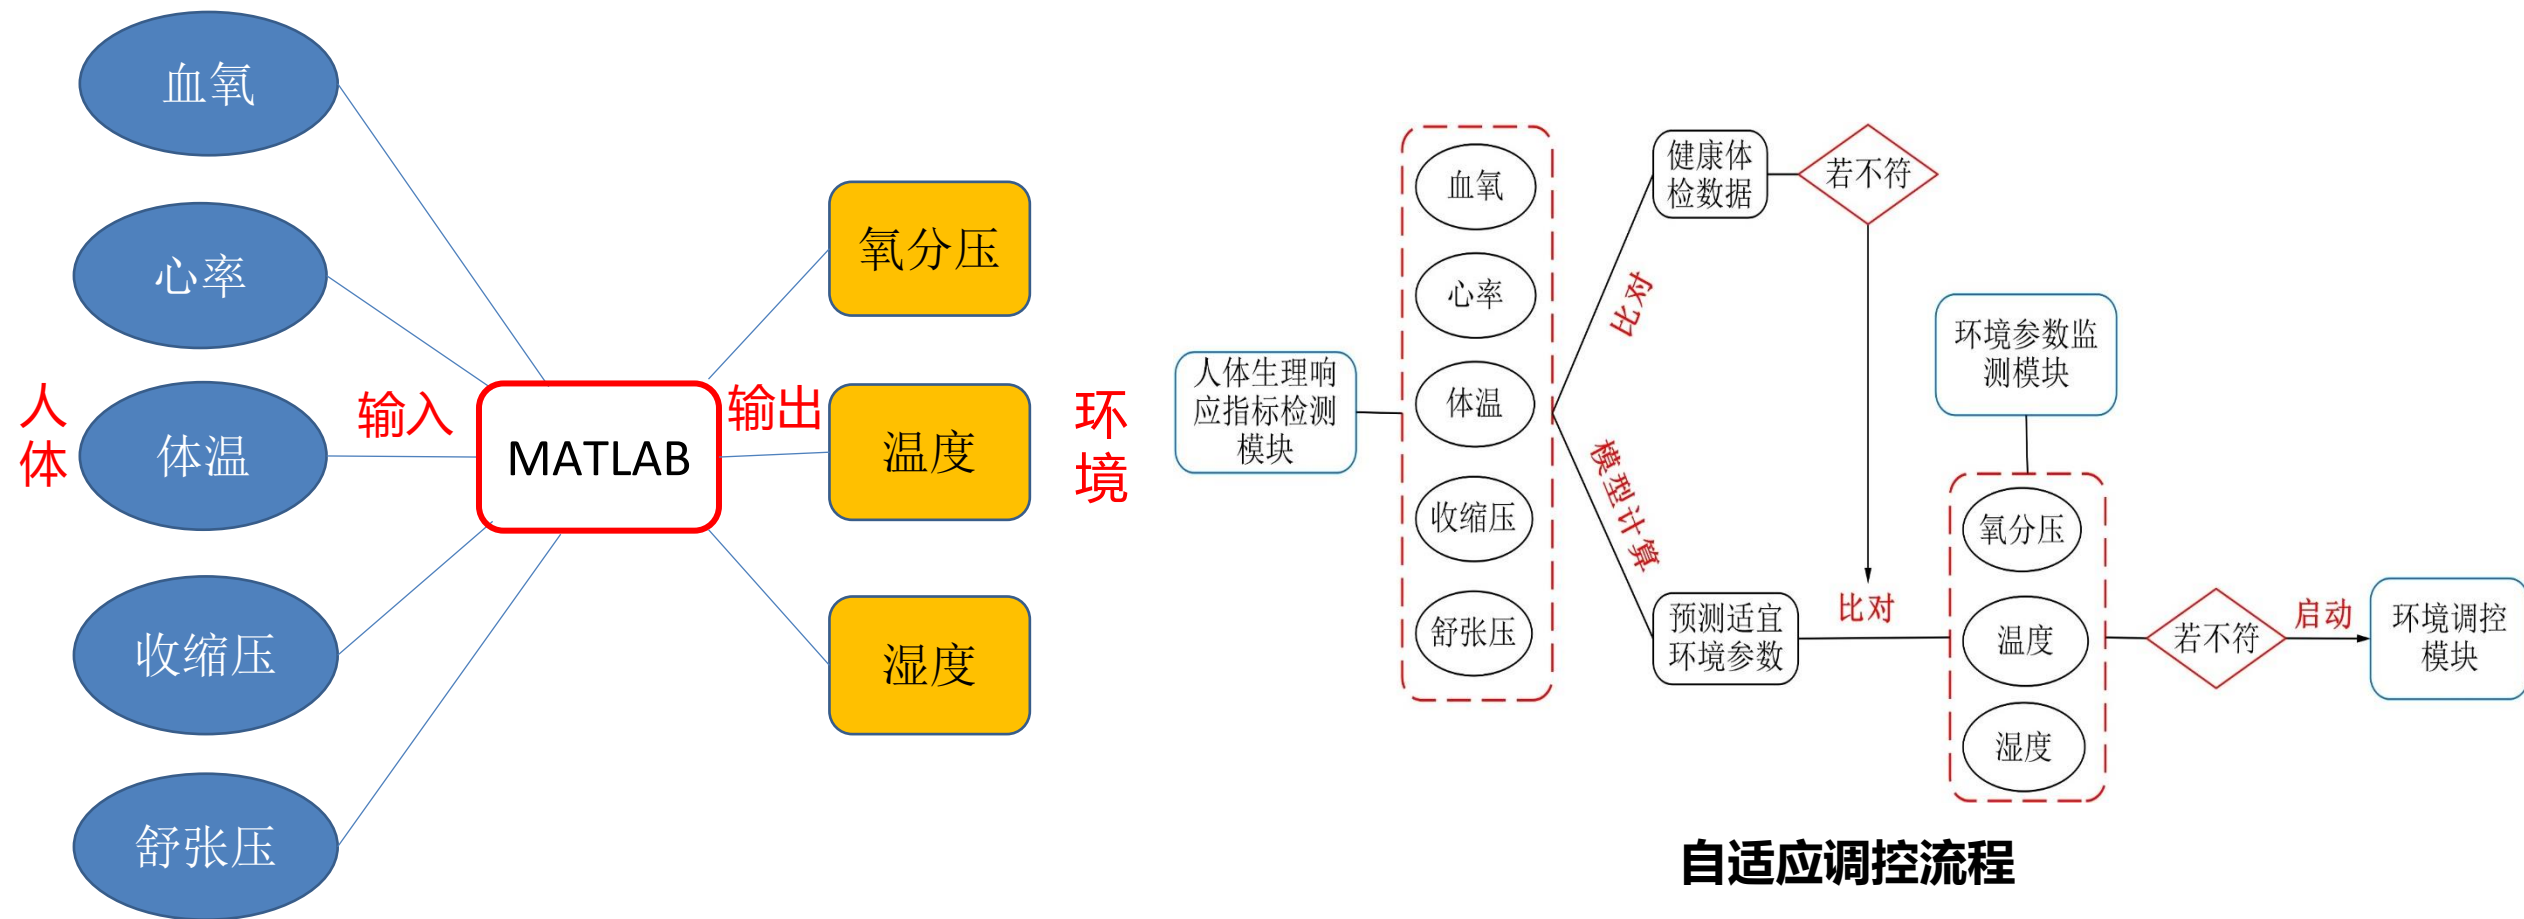 血氧
心率
体温
收缩压
舒张压
人
体
输入
MATLAB
输出
氧分压
温度
湿度
环
境
人体生理响
应指标检测
模块
血氧
心率
体温
收缩压
舒张压
比对
模型计算
健康体
检数据
若不符
预测适宜
环境参数
比对
环境参数监
测模块
氧分压
温度
湿度
若不符
启动
环境调控
模块
自适应调控流程